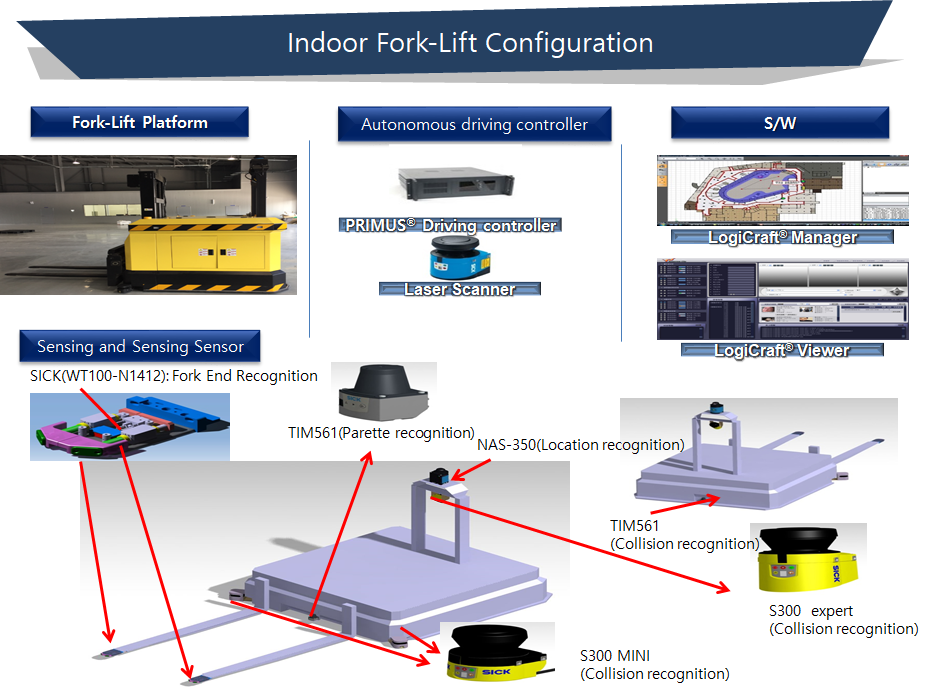 Indoor Fork-Lift Configuration
Fork-Lift Platform
Autonomous driving controller
S/W
PRIMUS® Driving controller
Laser Scanner
LogiCraft® Manager
LogiCraft® Viewer
Sensing and Sensing Sensor
SICK(WT100-N1412): Fork End Recognition
TIM561(Parette recognition)
NAS-350(Location recognition)
TIM561
(Collision recognition)
SICK
S300 expert
(Collision recognition)
SICK
S300 MINI
(Collision recognition)